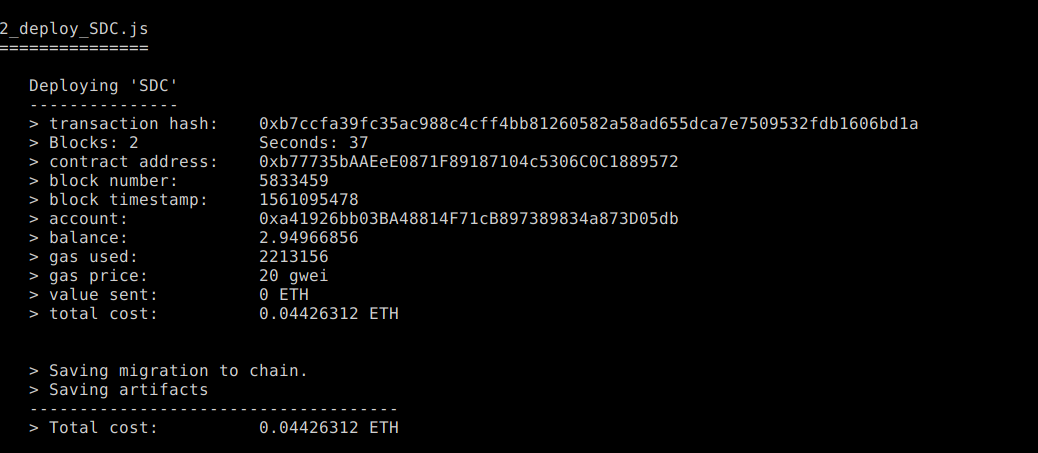 2_deploy_SDC.js
===============
Deploying 'SDC'
---------------
> transaction hash:    0xb7ccfa39fc35ac988c4cff4bb81260582a58ad655dca7e7509532fdb1606bd1a
> Blocks: 2            Seconds: 37
> contract address:    0xb77735bAAEeE0871F89187104c5306C0C1889572
> block number:        5833459
> block timestamp:     1561095478
> account:             0xa41926bb03BA48814F71cB897389834a873D05db
> balance:             2.94966856
> gas used:            2213156
> gas price:           20 gwei
> value sent:          0 ETH
> total cost:          0.04426312 ETH
> Saving migration to chain.
> Saving artifacts
-------------------------------------
> Total cost:          0.04426312 ETH